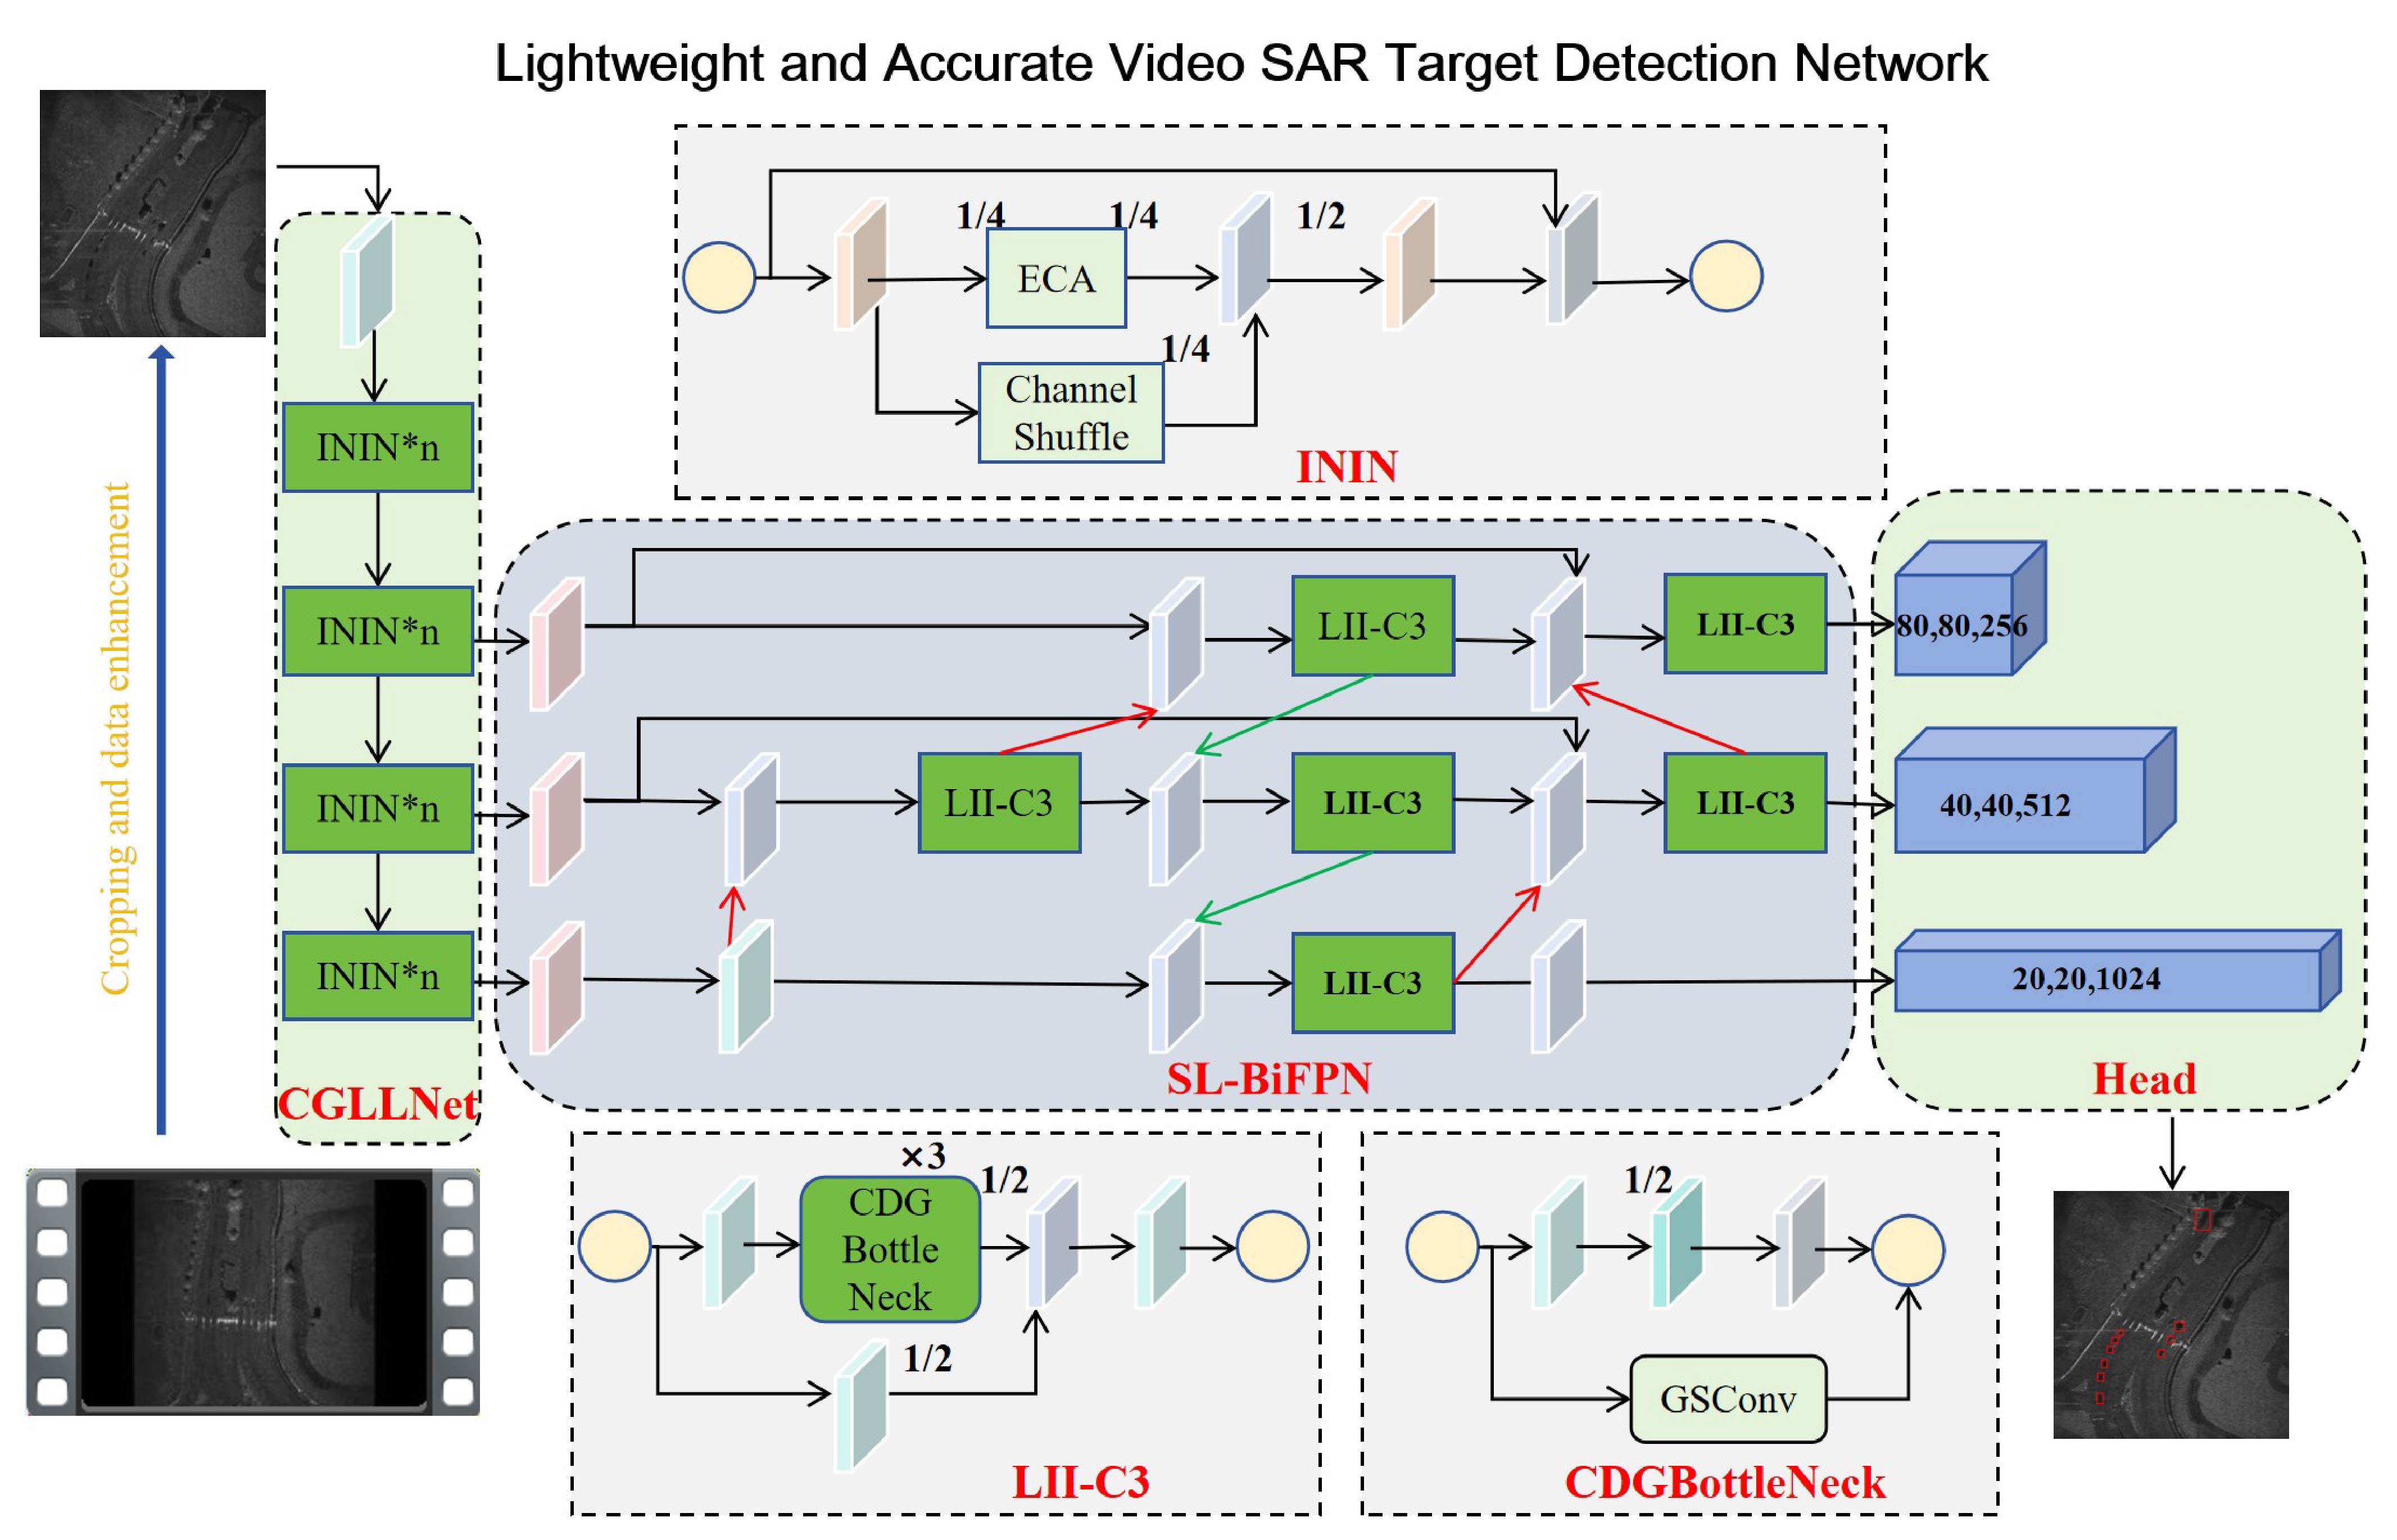 Lightweight and Accurate Video SAR Target Detection Network
1/4
1/4
1/2
ECA
1/4
Channel
Shuffle
ININ
Cropping and data enhancement
ININ*n
ININ*n
ININ*n
ININ*n
CGLLNet
LII-C3
LII-C3
LII-C3
LII-C3
LII-C3
LII-C3
SL-BiFPN
80,80,256
40,40,512
20,20,1024
Head
×3
CDG
Bottle
Neck
1/2
1/2
LII-C3
1/2
GSConv
CDGBottleNeck